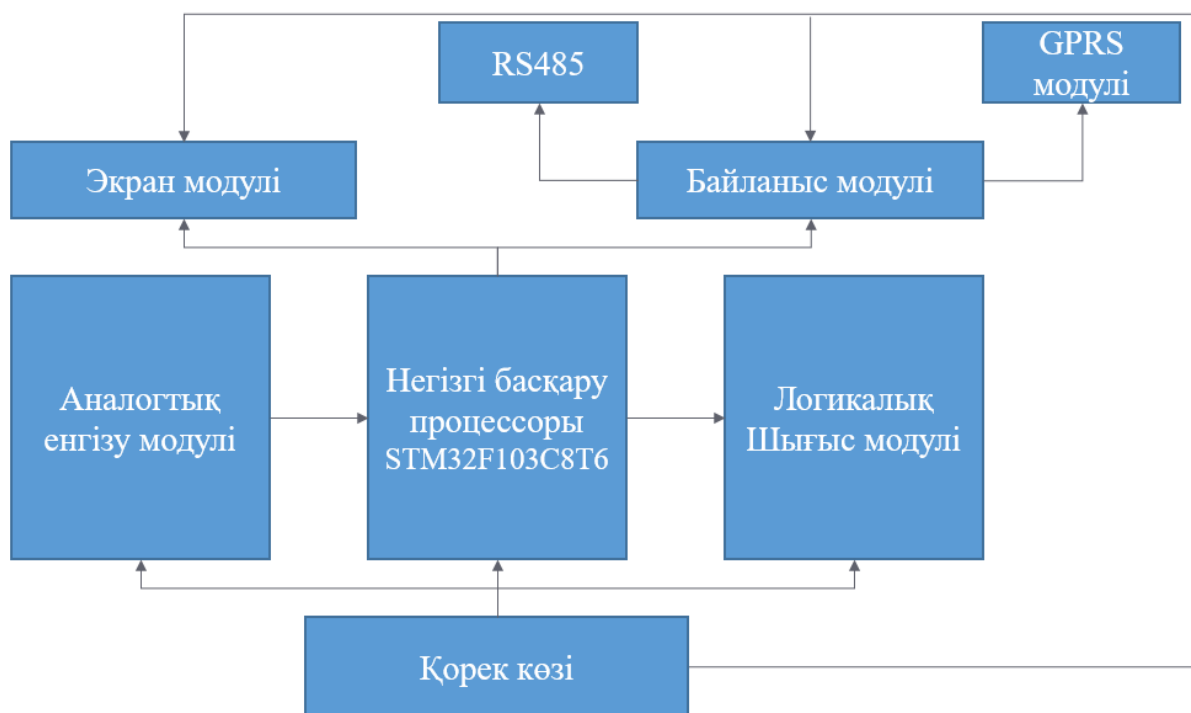 RS485
GPRS
модулі
Экран модулі
Байланыс модулі
Аналогтық
енгізу модулі
Негізгі басқару
процессоры
STM32F103C8T6
Логикалық
Шығыс модулі
Қорек көзі